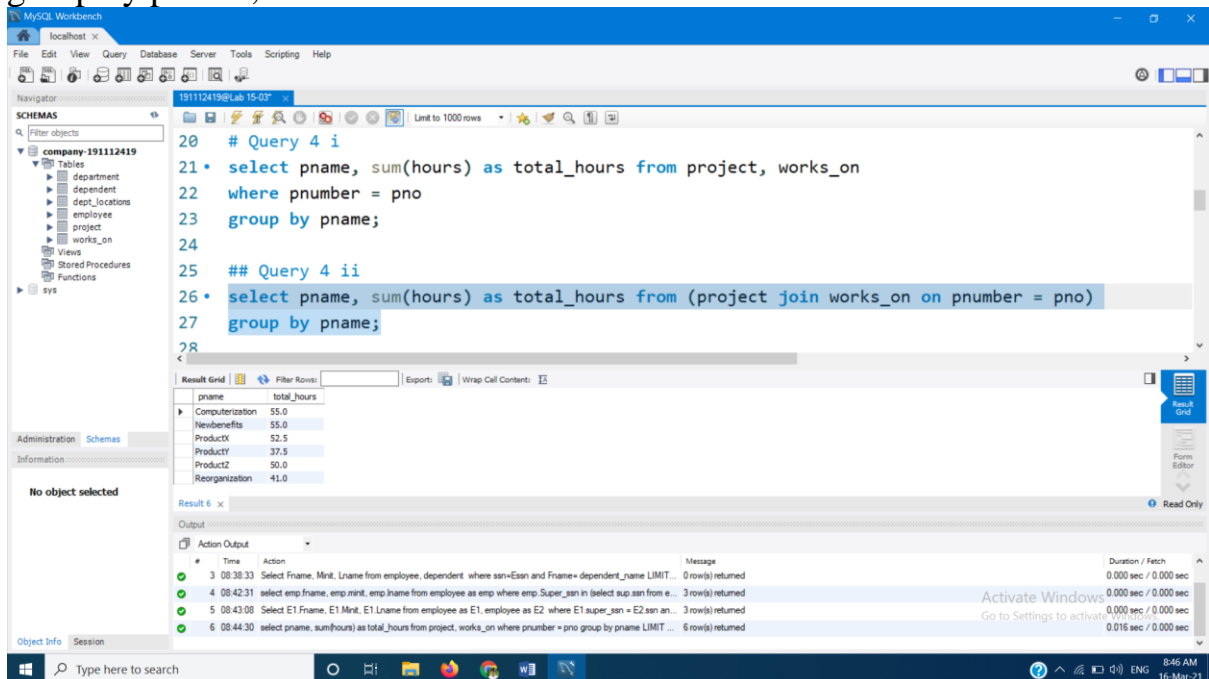 MySQL Workbench
localhost ×
File Edit View Query Database Server Tools Scripting Help
Navigator
SCHEMAS
Filter objects
company-191112419
Tables
department
dependent
dept_locations
employee
project
works_on
Views
Stored Procedures
Functions
sys
Administration Schemas
Information
No object selected
Object Info Session
191112419@Lab 15-03* ×
Limit to 1000 rows
20 # Query 4 i
21 • select pname, sum(hours) as total_hours from project, works_on
22 where pnumber = pno
23 group by pname;
24
25 ## Query 4 ii
26 • select pname, sum(hours) as total_hours from (project join works_on on pnumber = pno)
27 group by pname;
28
Result Grid Filter Rows: Export: Wrap Cell Content:
pname total_hours
Computerization 55.0
Newbenefits 55.0
ProductX 52.5
ProductY 37.5
ProductZ 50.0
Reorganization 41.0
Result Grid
Form Editor
Result 6 × Read Only
Output
Action Output
# Time Action Message Duration / Fetch
3 08:38:33 Select Fname, Minit, Lname from employee, dependent where ssn=Essn and Fname= dependent_name LIMIT... 0 row(s) returned 0.000 sec / 0.000 sec
4 08:42:31 select emp.fname, emp.minit, emp.lname from employee as emp where emp.Super_ssn in (select sup.ssn from e... 3 row(s) returned 0.000 sec / 0.000 sec
5 08:43:08 Select E1.Fname, E1.Minit, E1.Lname from employee as E1, employee as E2 where E1.super_ssn = E2.ssn an... 3 row(s) returned 0.000 sec / 0.000 sec
6 08:44:30 select pname, sum(hours) as total_hours from project, works_on where pnumber = pno group by pname LIMIT ... 6 row(s) returned 0.016 sec / 0.000 sec
Activate Windows
Go to Settings to activate Windows.
Type here to search
ENG
8:46 AM
16-Mar-21